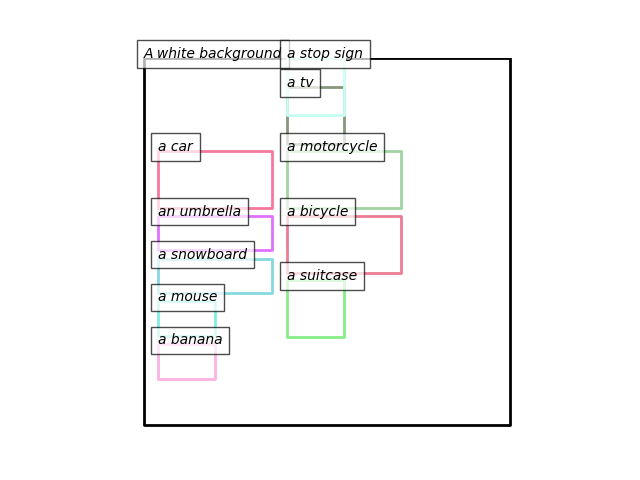 A white background
a stop sign
a tv
a car
a motorcycle
an umbrella
a bicycle
a snowboard
a suitcase
a mouse
a banana